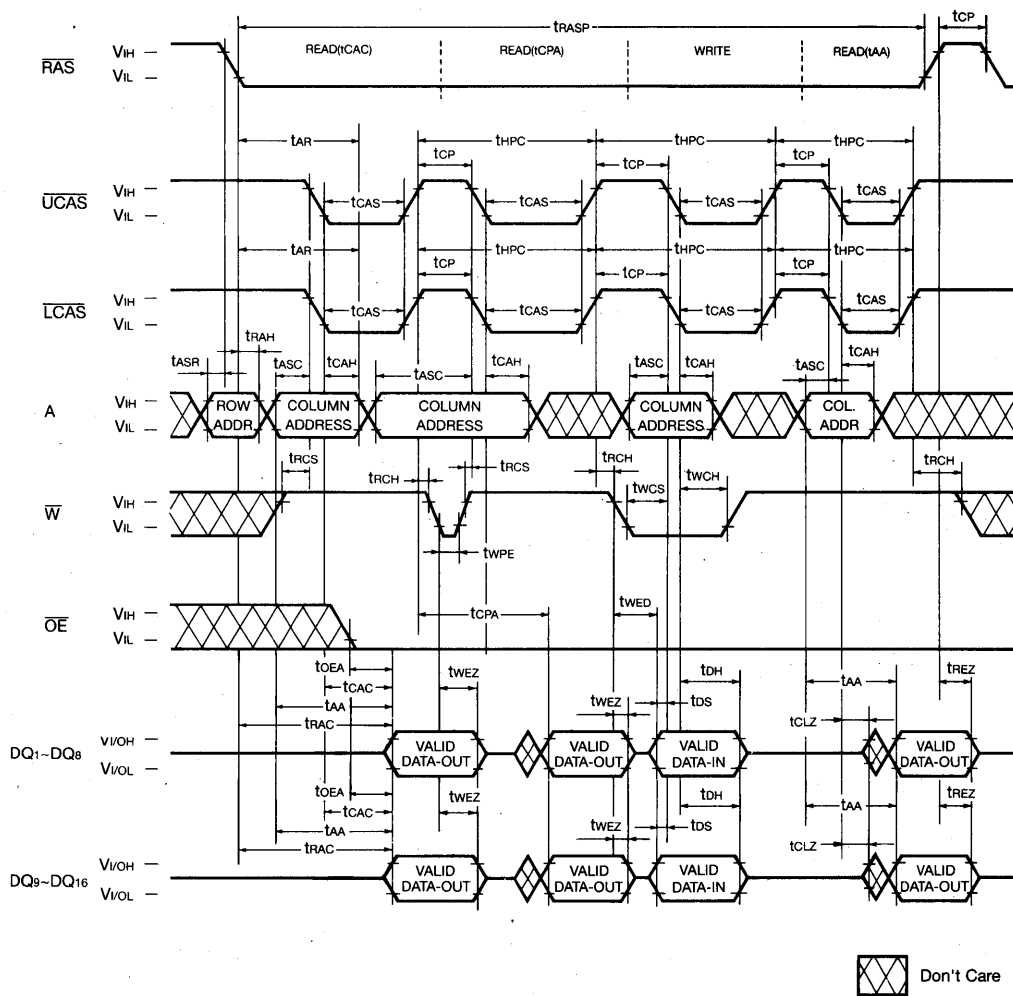 tRASP
tCP
RAS
VIH
VIL
READ(tCAC)
READ(tCPA)
WRITE
READ(tAA)
tAR
tHPC
tHPC
tHPC
tCP
tCP
tCP
UCAS
VIH
VIL
tCAS
tCAS
tCAS
tCAS
tAR
tHPC
tHPC
tHPC
tCP
tCP
tCP
LCAS
VIH
VIL
tCAS
tCAS
tCAS
tCAS
tASR
tRAH
tASC
tCAH
tASC
tCAH
tASC
tCAH
tASC
tCAH
A
VIH
VIL
ROW
ADDR
COLUMN
ADDRESS
COLUMN
ADDRESS
COLUMN
ADDRESS
COL.
ADDR
tRCS
tRCH
tRCS
tRCH
tWCS
tWCH
tRCH
W
VIH
VIL
tWPE
OE
VIH
VIL
tCPA
tWED
tOEA
tCAC
tAA
tRAC
tWEZ
tWEZ
tDH
tDS
tAA
tCLZ
tREZ
DQ1~DQ8
VI/OH
VI/OL
VALID
DATA-OUT
VALID
DATA-OUT
VALID
DATA-IN
VALID
DATA-OUT
tOEA
tCAC
tAA
tRAC
tWEZ
tWEZ
tDH
tDS
tAA
tCLZ
tREZ
DQ9~DQ16
VI/OH
VI/OL
VALID
DATA-OUT
VALID
DATA-OUT
VALID
DATA-IN
VALID
DATA-OUT
Don't Care